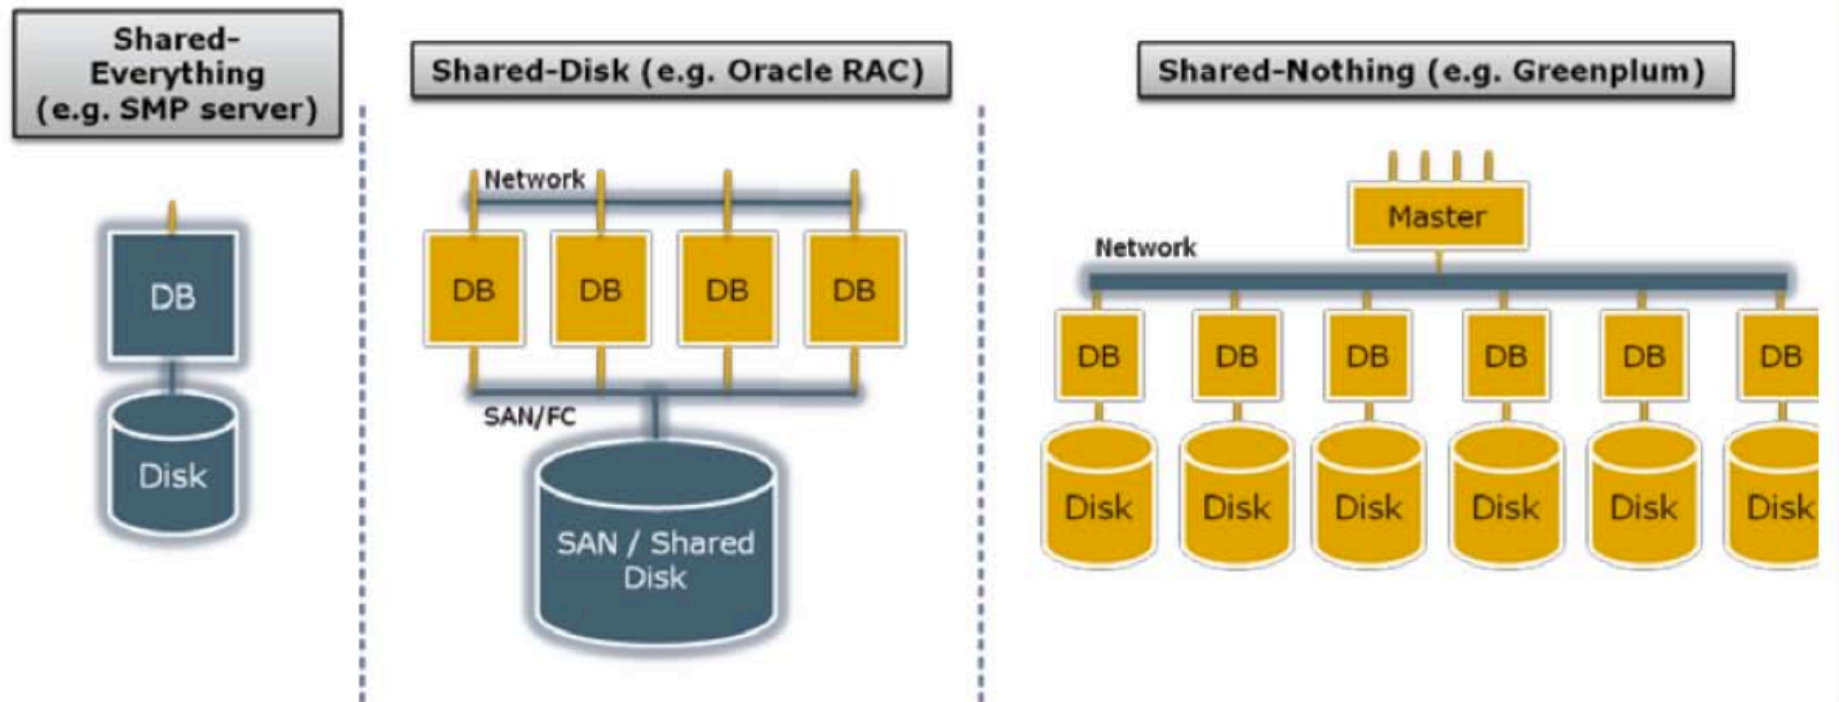 Shared-
Everything
(e.g. SMP server)
DB
Disk
Shared-Disk (e.g. Oracle RAC)
Network
DB
DB
DB
DB
SAN/FC
SAN / Shared
Disk
Shared-Nothing (e.g. Greenplum)
Master
Network
DB
DB
DB
DB
DB
DB
Disk
Disk
Disk
Disk
Disk
Disk